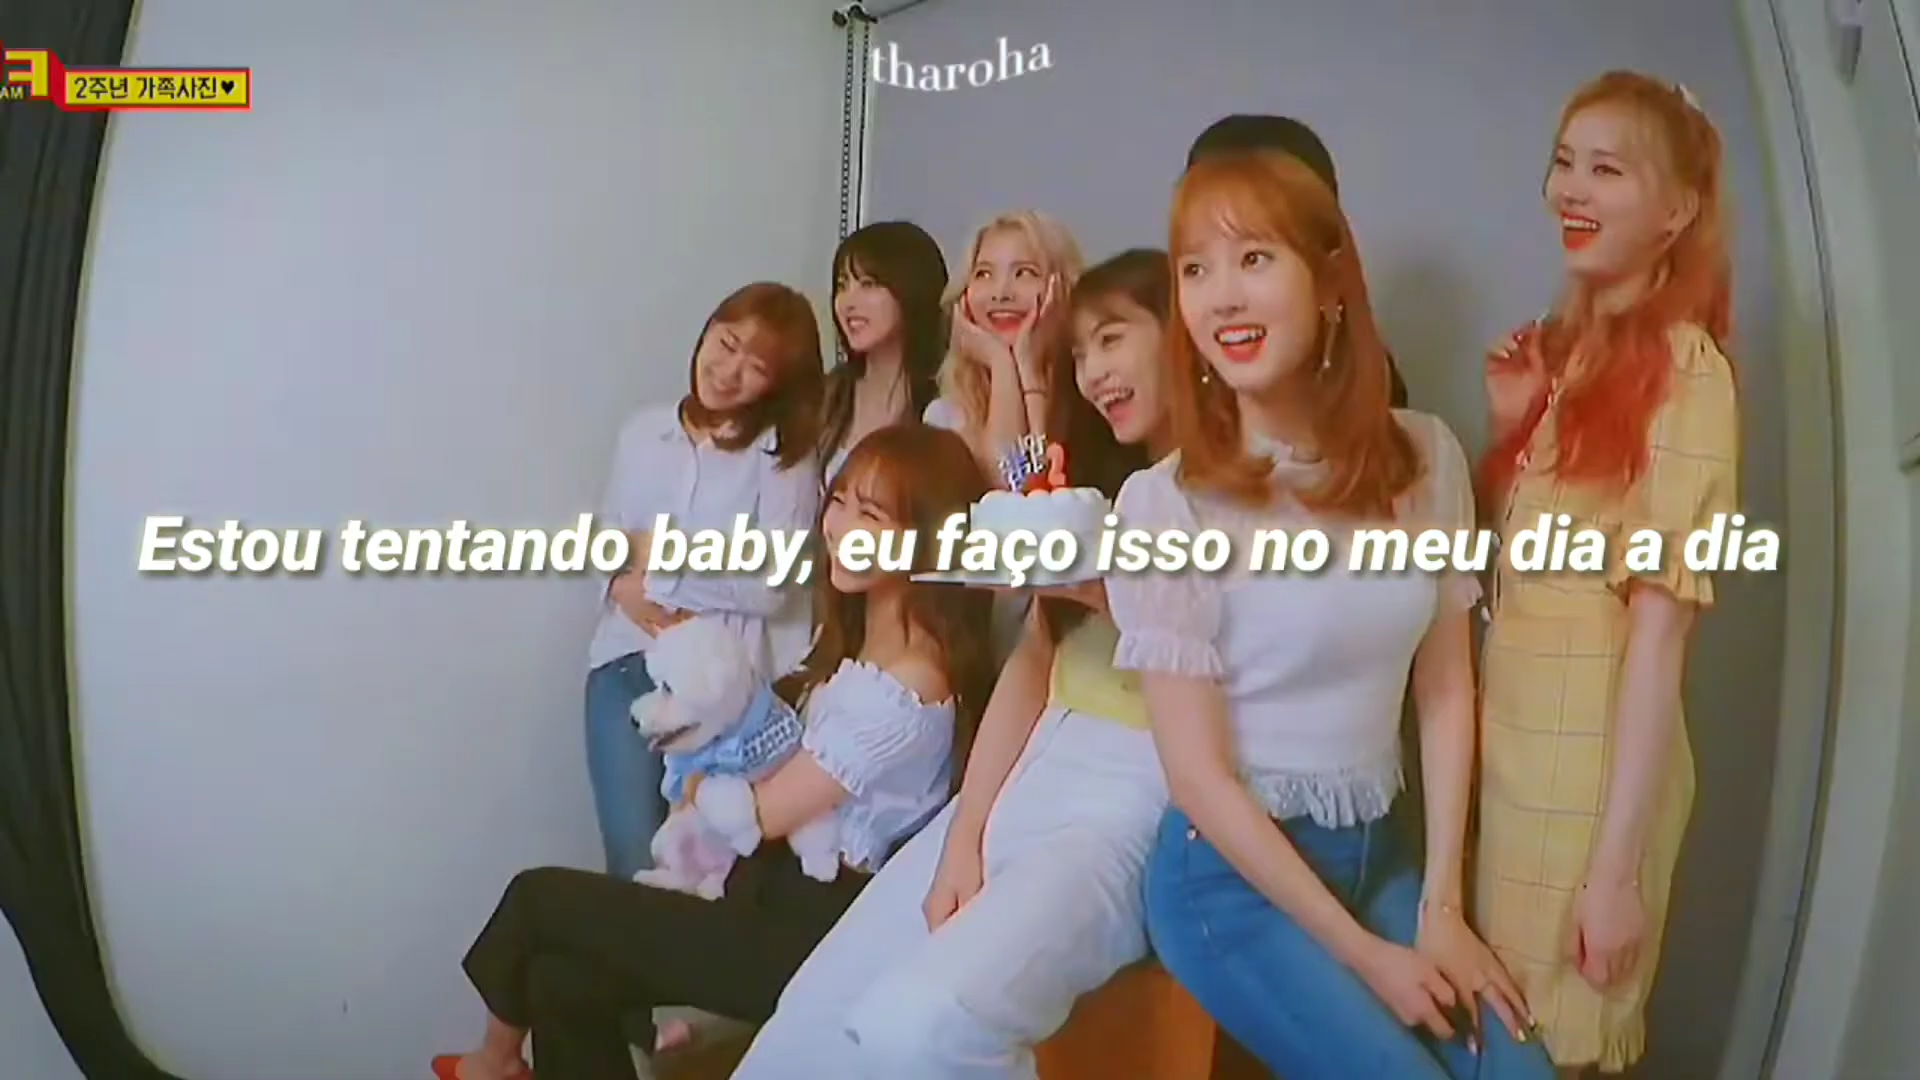 tharoha
2주년 가족사진♥
Estou tentando baby, eu faço isso no meu dia a dia